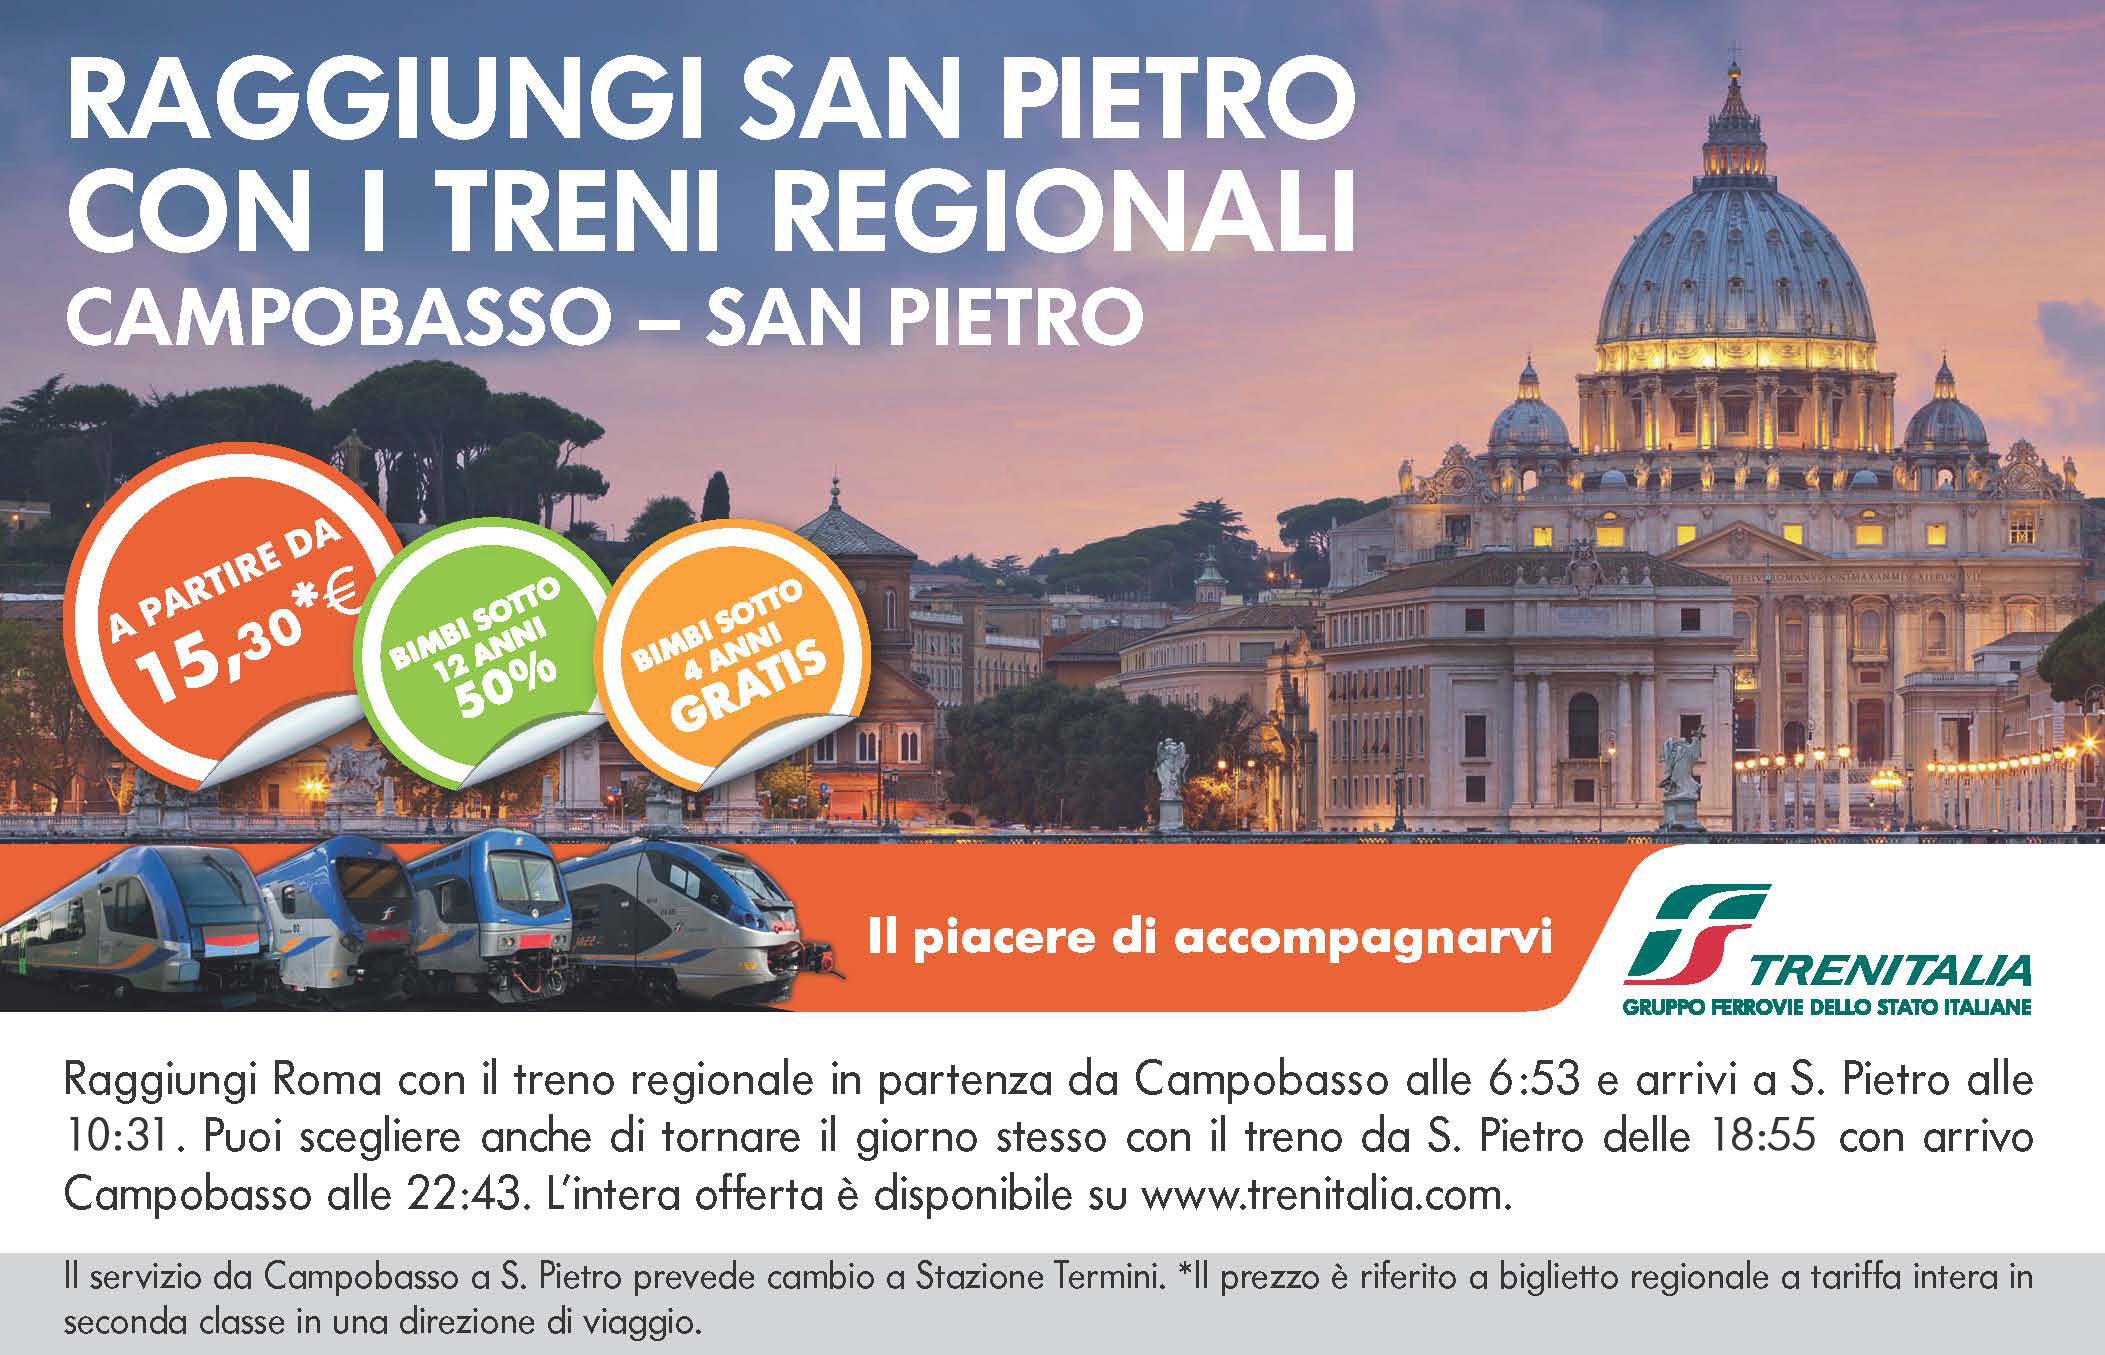 RAGGIUNGI SAN PIETRO
CON I TRENI REGIONALI
CAMPOBASSO – SAN PIETRO
A PARTIRE DA
15,30*€
BIMBI SOTTO
12 ANNI
50%
BIMBI SOTTO
4 ANNI
GRATIS
Il piacere di accompagnarvi
TRENITALIA
GRUPPO FERROVIE DELLO STATO ITALIANE
Raggiungi Roma con il treno regionale in partenza da Campobasso alle 6:53 e arrivi a S. Pietro alle
10:31. Puoi scegliere anche di tornare il giorno stesso con il treno da S. Pietro delle 18:55 con arrivo
Campobasso alle 22:43. L’intera offerta è disponibile su www.trenitalia.com.
Il servizio da Campobasso a S. Pietro prevede cambio a Stazione Termini. *Il prezzo è riferito a biglietto regionale a tariffa intera in
seconda classe in una direzione di viaggio.